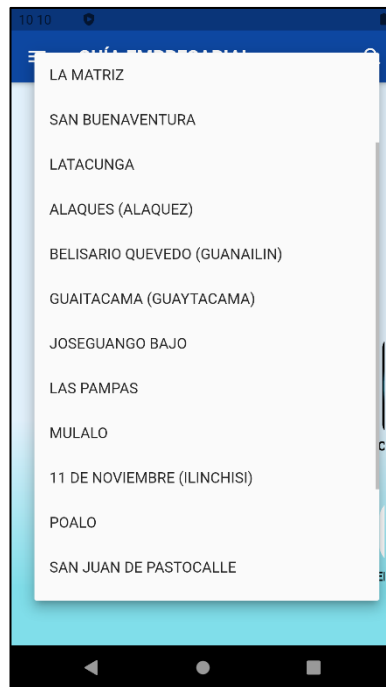 10:10
LA MATRIZ
SAN BUENAVENTURA
LATACUNGA
ALAQUES (ALAQUEZ)
BELISARIO QUEVEDO (GUANAILIN)
GUAITACAMA (GUAYTACAMA)
JOSEGUANGO BAJO
LAS PAMPAS
MULALO
11 DE NOVIEMBRE (ILINCHISI)
POALO
SAN JUAN DE PASTOCALLE